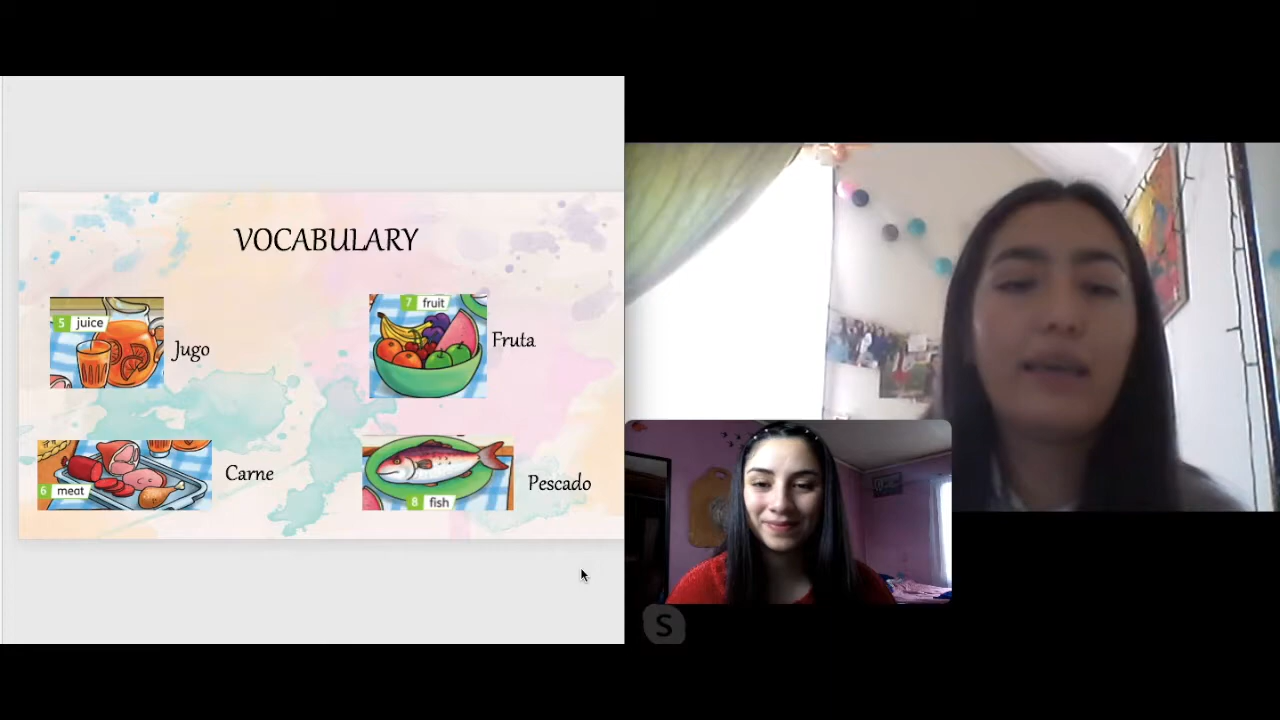 VOCABULARY
5 juice
Jugo
7 fruit
Fruta
6 meat
Carne
8 fish
Pescado
S